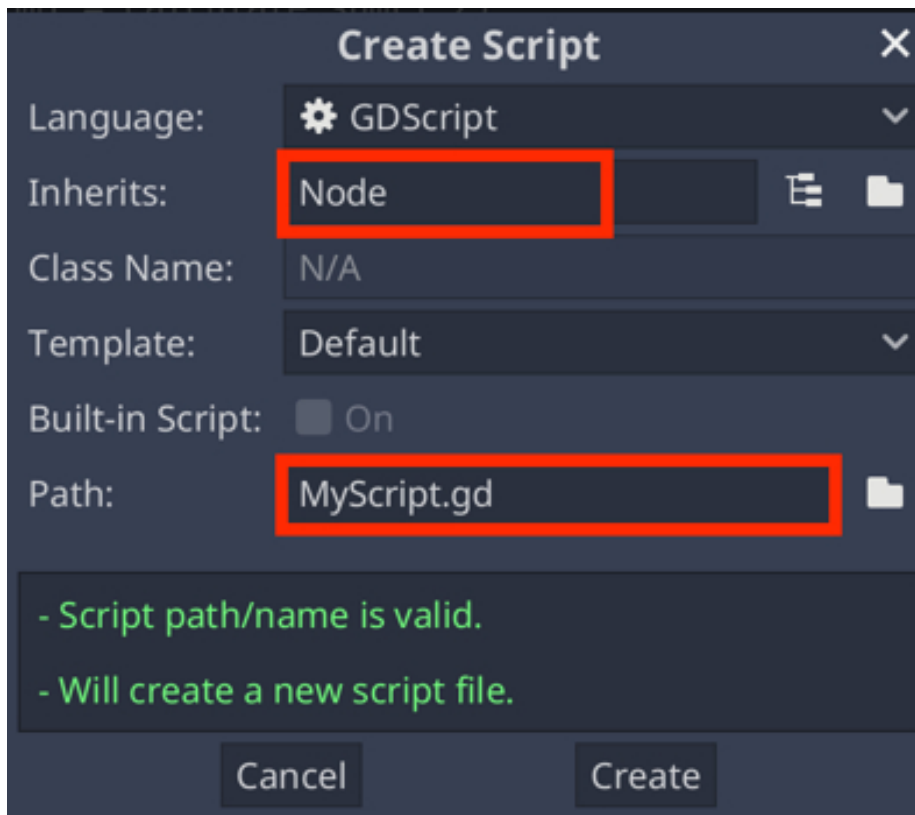 Create Script
Language: GDScript
Inherits: Node
Class Name: N/A
Template: Default
Built-in Script: On
Path: MyScript.gd
- Script path/name is valid.
- Will create a new script file.
Cancel Create